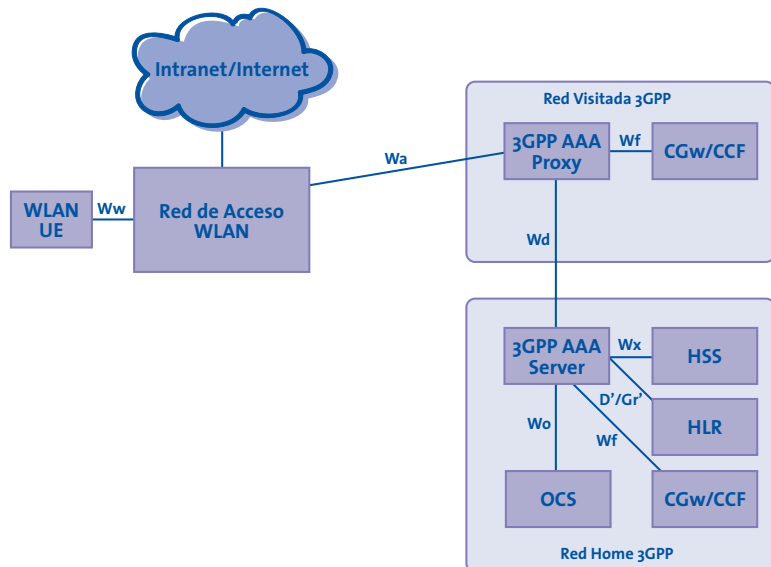 Intranet/Internet
Red Visitada 3GPP
3GPP AAA
Proxy
Wf
CGw/CCF
Wa
WLAN
UE
Ww
Red de Acceso
WLAN
Wd
3GPP AAA
Server
Wx
HSS
D'/Gr'
HLR
Wo
Wf
OCS
CGw/CCF
Red Home 3GPP